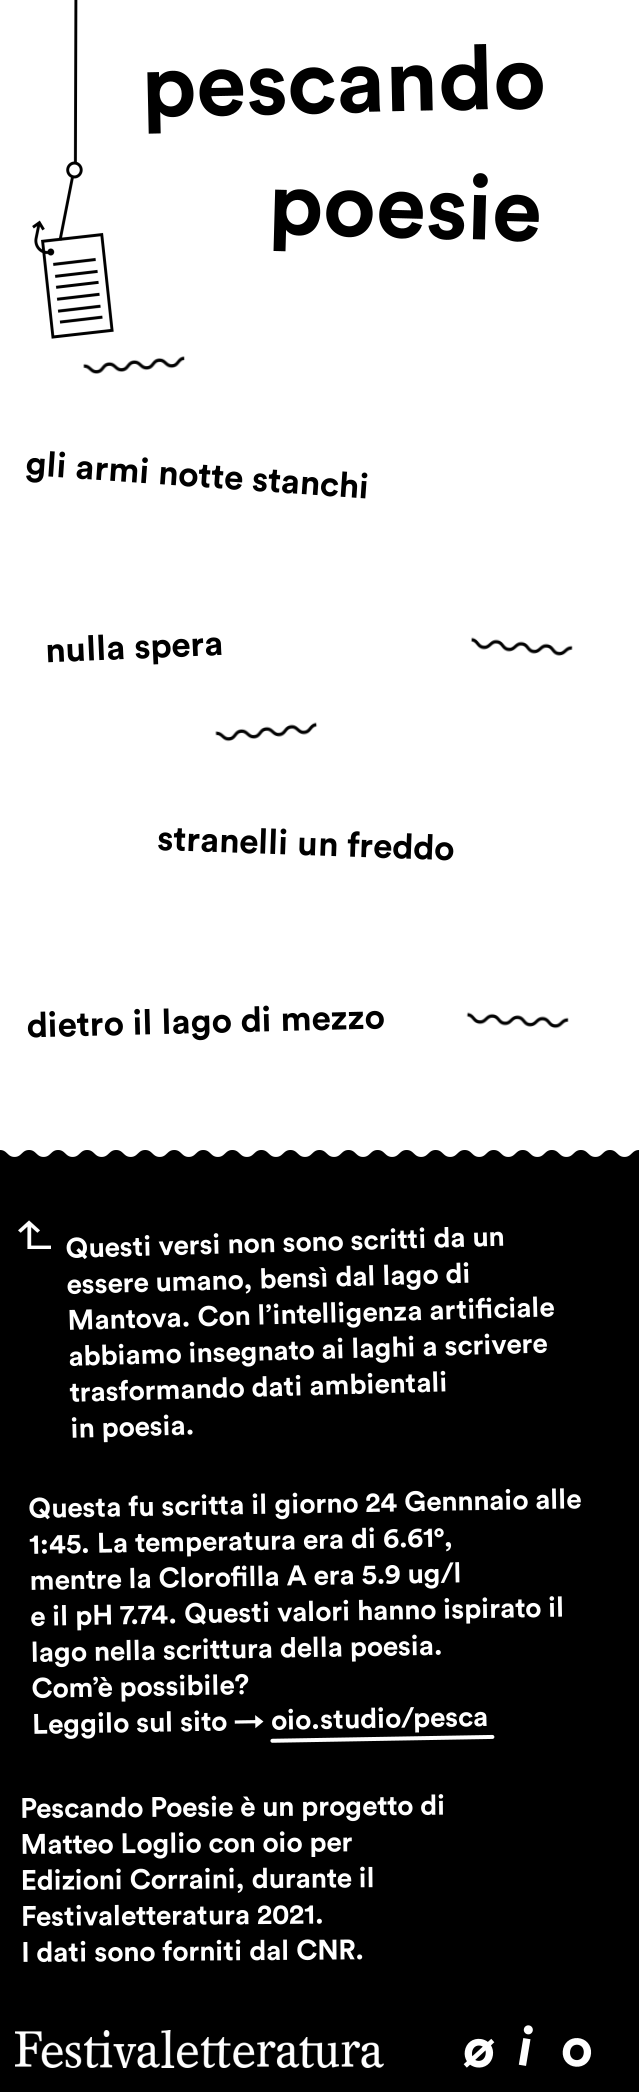 pescando
poesie
gli armi notte stanchi
nulla spera
stranelli un freddo
dietro il lago di mezzo
Questi versi non sono scritti da un
essere umano, bensì dal lago di
Mantova. Con l’intelligenza artificiale
abbiamo insegnato ai laghi a scrivere
trasformando dati ambientali
in poesia.
Questa fu scritta il giorno 24 Gennnaio alle
1:45. La temperatura era di 6.61°,
mentre la Clorofilla A era 5.9 ug/l
e il pH 7.74. Questi valori hanno ispirato il
lago nella scrittura della poesia.
Com’è possibile?
Leggilo sul sito → oio.studio/pesca
Pescando Poesie è un progetto di
Matteo Loglio con oio per
Edizioni Corraini, durante il
Festivaletteratura 2021.
I dati sono forniti dal CNR.
Festivaletteratura ø i o